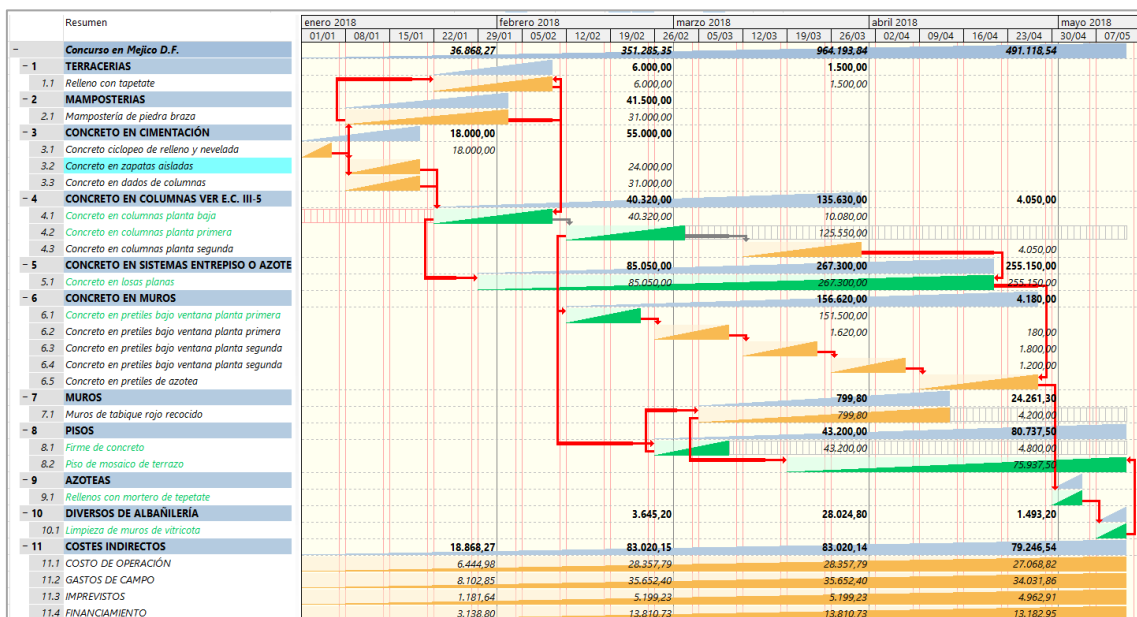 Resumen enero 2018 febrero 2018 marzo 2018 abril 2018 mayo 2018
01/01 08/01 15/01 22/01 29/01 05/02 12/02 19/02 26/02 05/03 12/03 19/03 26/03 02/04 09/04 16/04 23/04 30/04 07/05
− Concurso en Mejico D.F. 36.868,27 351.285,35 964.193,84 491.118,54
− 1 TERRACERIAS 6.000,00 1.500,00
1.1 Relleno con tapetate 6.000,00 1.500,00
− 2 MAMPOSTERIAS 41.500,00
2.1 Mampostería de piedra braza 31.000,00
− 3 CONCRETO EN CIMENTACIÓN 18.000,00 55.000,00
3.1 Concreto ciclopeo de relleno y nevelada 18.000,00
3.2 Concreto en zapatas aisladas 24.000,00
3.3 Concreto en dados de columnas 31.000,00
− 4 CONCRETO EN COLUMNAS VER E.C. III-5 40.320,00 135.630,00 4.050,00
4.1 Concreto en columnas planta baja 40.320,00 10.080,00
4.2 Concreto en columnas planta primera 125.550,00
4.3 Concreto en columnas planta segunda 4.050,00
− 5 CONCRETO EN SISTEMAS ENTREPISO O AZOTE 85.050,00 267.300,00 255.150,00
5.1 Concreto en losas planas 85.050,00 267.300,00 255.150,00
− 6 CONCRETO EN MUROS 156.620,00 4.180,00
6.1 Concreto en pretiles bajo ventana planta primera 151.500,00
6.2 Concreto en pretiles bajo ventana planta primera 1.620,00 180,00
6.3 Concreto en pretiles bajo ventana planta segunda 1.800,00
6.4 Concreto en pretiles bajo ventana planta segunda 1.200,00
6.5 Concreto en pretiles de azotea
− 7 MUROS 799,80 24.261,30
7.1 Muros de tabique rojo recocido 799,80 4.200,00
− 8 PISOS 43.200,00 80.737,50
8.1 Firme de concreto 43.200,00 4.800,00
8.2 Piso de mosaico de terrazo 75.937,50
− 9 AZOTEAS
9.1 Rellenos con mortero de tepetate
− 10 DIVERSOS DE ALBAÑILERÍA 3.645,20 28.024,80 1.493,20
10.1 Limpieza de muros de vitricota
− 11 COSTES INDIRECTOS 18.868,27 83.020,15 83.020,14 79.246,54
11.1 COSTO DE OPERACIÓN 6.444,98 28.357,79 28.357,79 27.068,82
11.2 GASTOS DE CAMPO 8.102,85 35.652,40 35.652,40 34.031,86
11.3 IMPREVISTOS 1.181,64 5.199,23 5.199,23 4.962,91
11.4 FINANCIAMIENTO 3.138,80 13.810,73 13.810,73 13.182,95